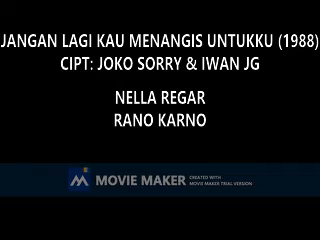 JANGAN LAGI KAU MENANGIS UNTUKKU (1988)
CIPT: JOKO SORRY & IWAN JG
NELLA REGAR
RANO KARNO
MOVIE MAKER
CREATED WITH
MOVIE MAKER TRIAL VERSION